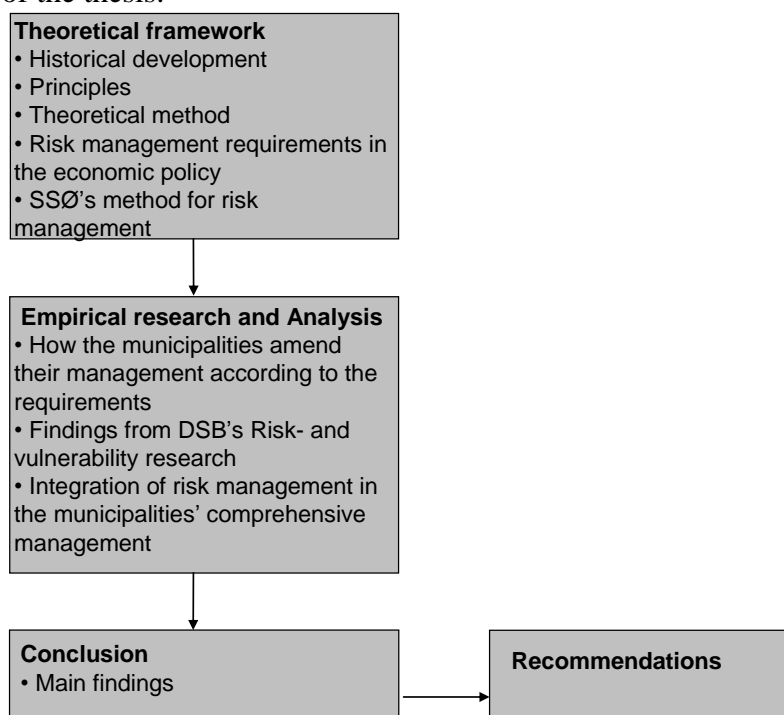 of the thesis.
Theoretical framework
• Historical development
• Principles
• Theoretical method
• Risk management requirements in
the economic policy
• SSØ's method for risk
management
Empirical research and Analysis
• How the municipalities amend
their management according to the
requirements
• Findings from DSB's Risk- and
vulnerability research
• Integration of risk management in
the municipalities' comprehensive
management
Conclusion
• Main findings
Recommendations